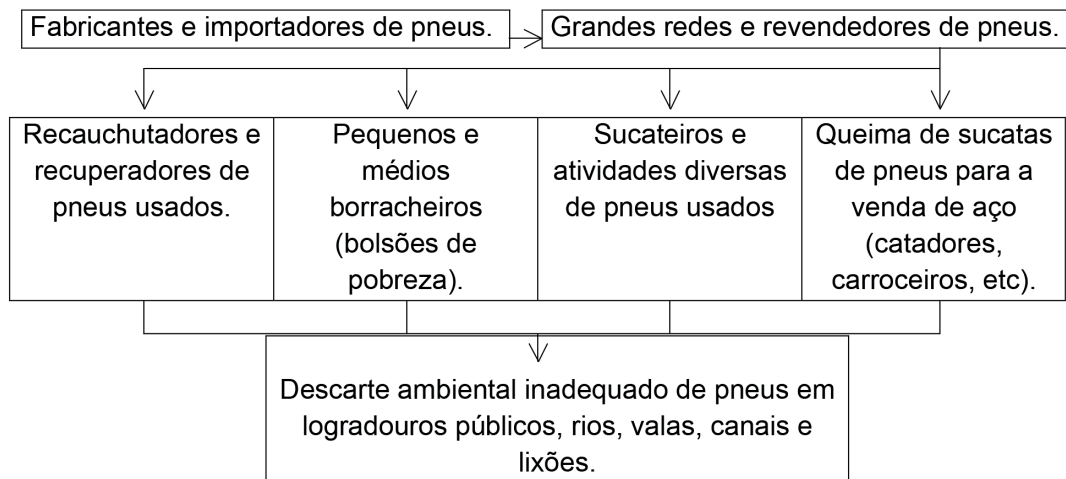 Fabricantes e importadores de pneus.
Grandes redes e revendedores de pneus.
Recauchutadores e
recuperadores de
pneus usados.
Pequenos e
médios
borracheiros
(bolsões de
pobreza).
Sucateiros e
atividades diversas
de pneus usados
Queima de sucatas
de pneus para a
venda de aço
(catadores,
carroceiros, etc).
Descarte ambiental inadequado de pneus em
logradouros públicos, rios, valas, canais e
lixões.